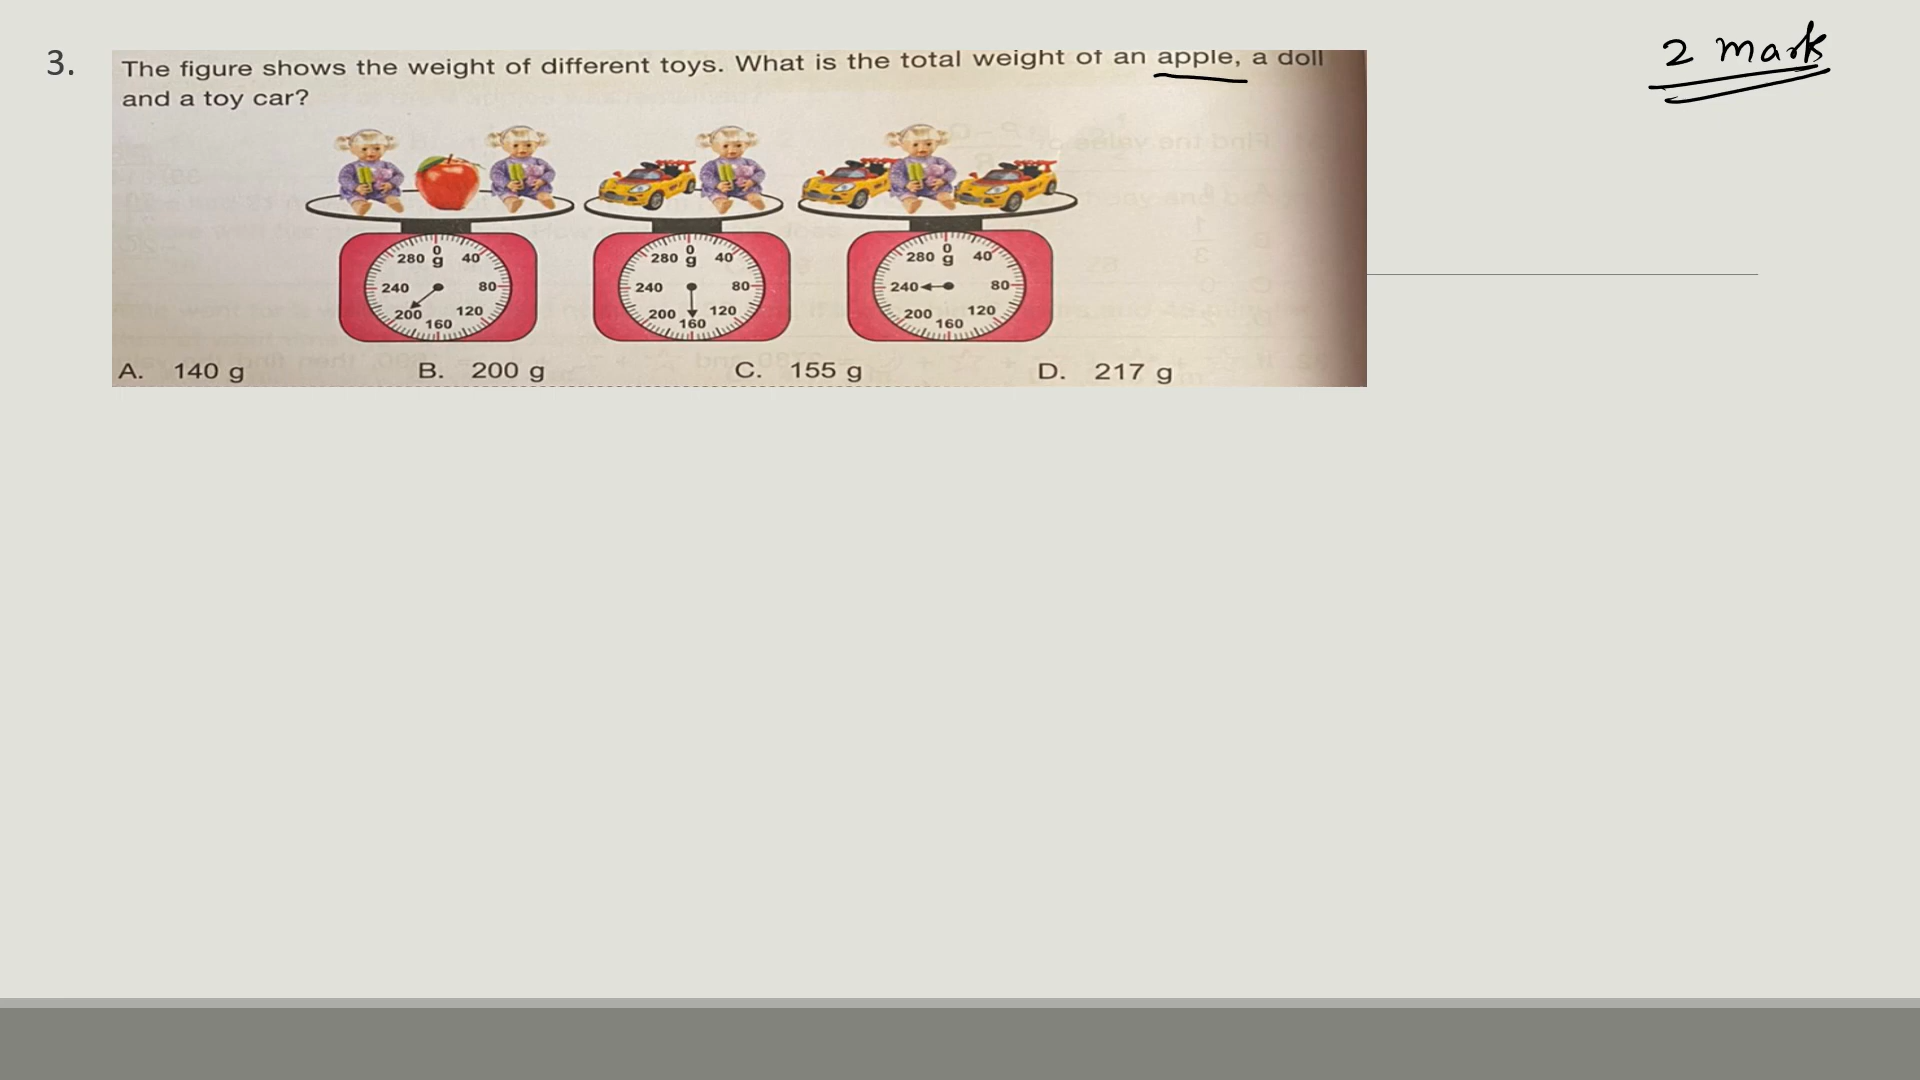 2 mark
3.
The figure shows the weight of different toys. What is the total weight of an apple, a doll
and a toy car?
0
g
40
80
120
160
200
240
280
0
g
40
80
120
160
200
240
280
0
g
40
80
120
160
200
240
280
A. 140 g
B. 200 g
C. 155 g
D. 217 g